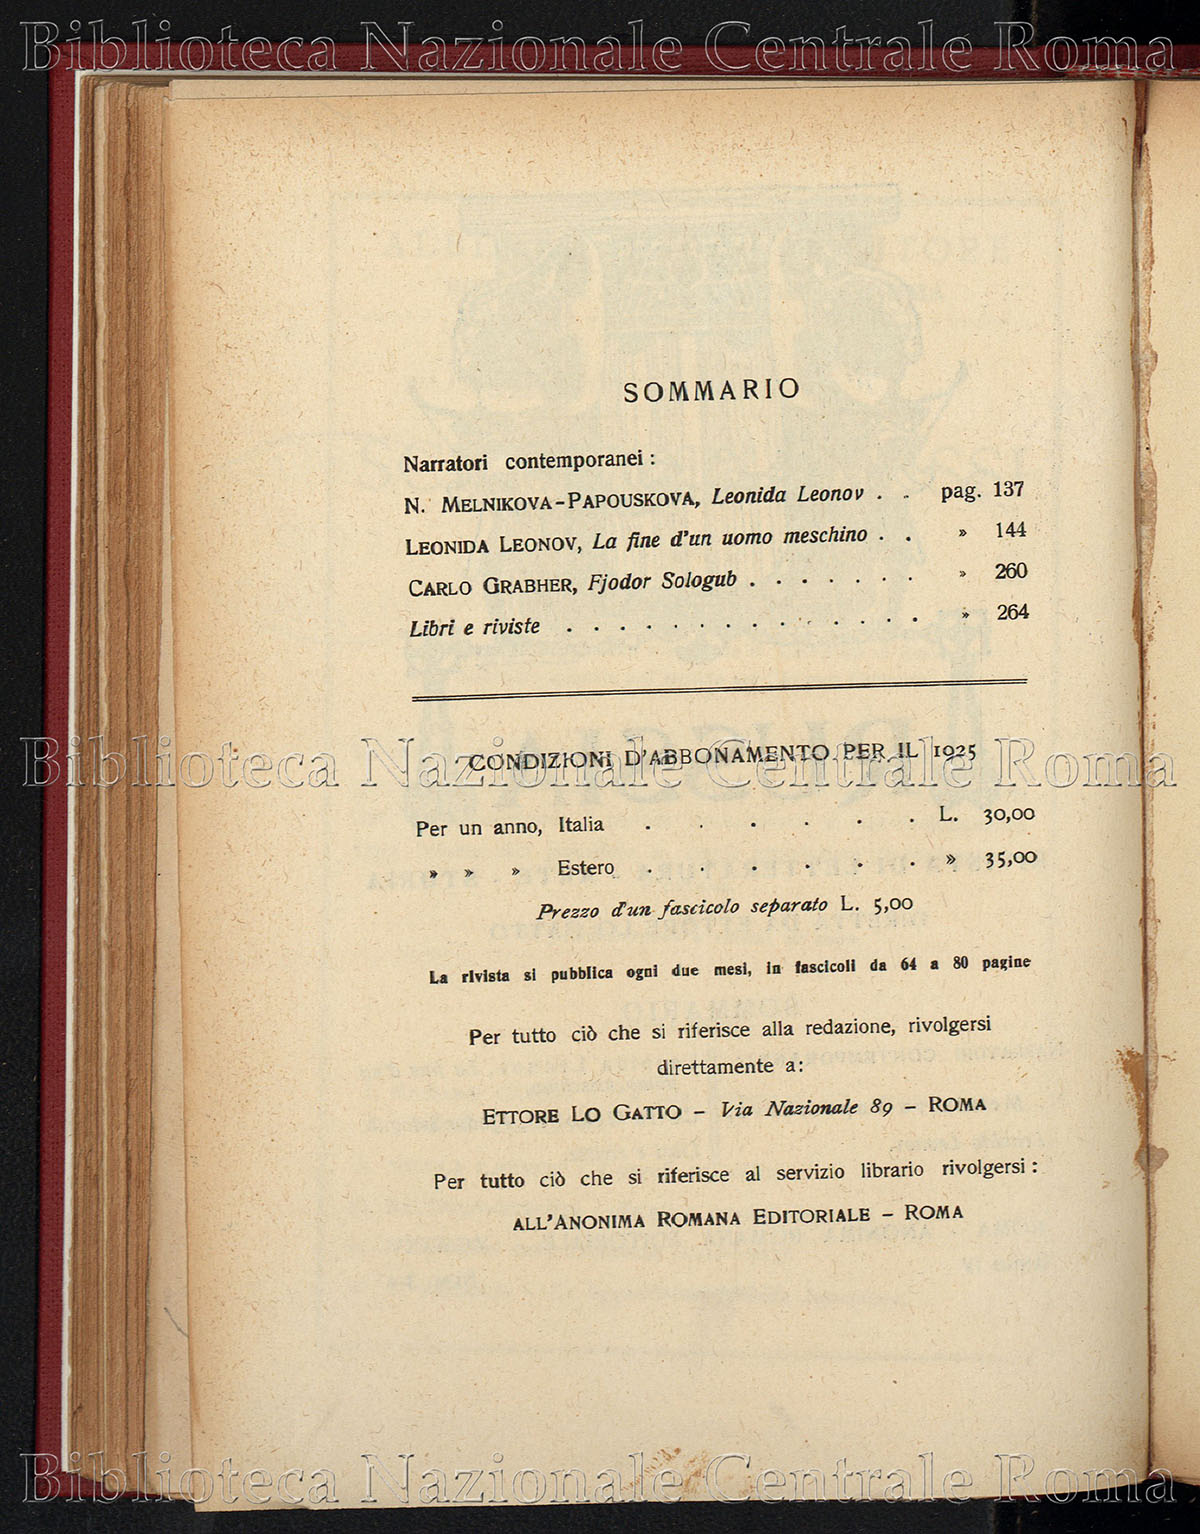 Biblioteca Nazionale Centrale Roma
SOMMARIO
Narratori contemporanei :
N. MELNIKOVA-PAPOUSKOVA, Leonida Leonov . . pag. 137
LEONIDA LEONOV, La fine d'un uomo meschino . . » 144
CARLO GRABHER, Fjodor Sologub . . . . . . . » 260
Libri e riviste . . . . . . . . . . . . . . » 264
CONDIZIONI D'ABBONAMENTO PER IL 1925
Biblioteca Nazionale Centrale Roma
Per un anno, Italia . . . . . . L. 30,00
» » » Estero . . . . . . » 35,00
Prezzo d'un fascicolo separato L. 5,00
La rivista si pubblica ogni due mesi, in fascicoli da 64 a 80 pagine
Per tutto ciò che si riferisce alla redazione, rivolgersi
direttamente a:
ETTORE LO GATTO – Via Nazionale 89 – ROMA
Per tutto ciò che si riferisce al servizio librario rivolgersi :
ALL'ANONIMA ROMANA EDITORIALE – ROMA
Biblioteca Nazionale Centrale Roma